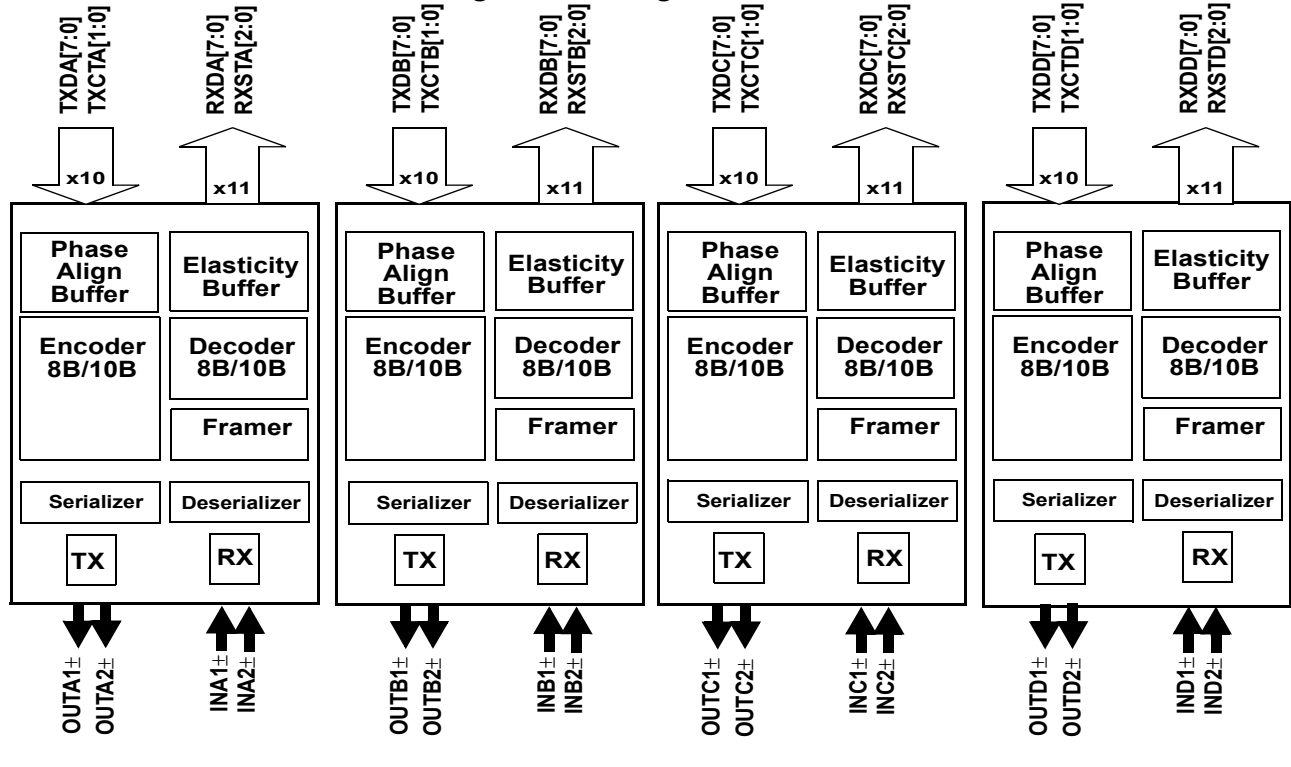 TXDA[7:0]
TXCTA[1:0]
RXDA[7:0]
RXSTA[2:0]
x10
x11
Phase
Align
Buffer
Elasticity
Buffer
Encoder
8B/10B
Decoder
8B/10B
Framer
Serializer
Deserializer
TX
RX
OUTA1±
OUTA2±
INA1±
INA2±
TXDB[7:0]
TXCTB[1:0]
RXDB[7:0]
RXSTB[2:0]
x10
x11
Phase
Align
Buffer
Elasticity
Buffer
Encoder
8B/10B
Decoder
8B/10B
Framer
Serializer
Deserializer
TX
RX
OUTB1±
OUTB2±
INB1±
INB2±
TXDC[7:0]
TXCTC[1:0]
RXDC[7:0]
RXSTC[2:0]
x10
x11
Phase
Align
Buffer
Elasticity
Buffer
Encoder
8B/10B
Decoder
8B/10B
Framer
Serializer
Deserializer
TX
RX
OUTC1±
OUTC2±
INC1±
INC2±
TXDD[7:0]
TXCTD[1:0]
RXDD[7:0]
RXSTD[2:0]
x10
x11
Phase
Align
Buffer
Elasticity
Buffer
Encoder
8B/10B
Decoder
8B/10B
Framer
Serializer
Deserializer
TX
RX
OUTD1±
OUTD2±
IND1±
IND2±